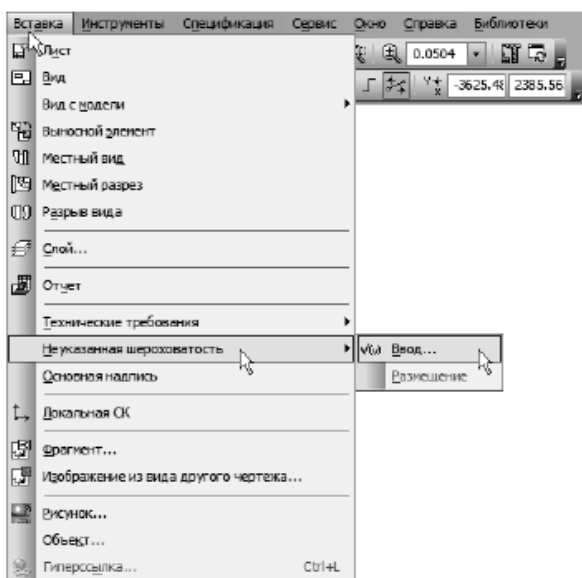 Вставка Инструменты Спецификация Сервис Окно Справка Библиотеки
Лист
0.0504
Вид
-3625.48 2385.56
Вид с модели
Выносной элемент
Местный вид
Местный разрез
Разрыв вида
Слой...
Отчет
Технические требования
Неуказанная шероховатость
Ввод...
Основная надпись
Размещение
Локальная СК
Фрагмент...
Изображение из вида другого чертежа...
Рисунок...
Объект...
Гиперссылка... Ctrl+L